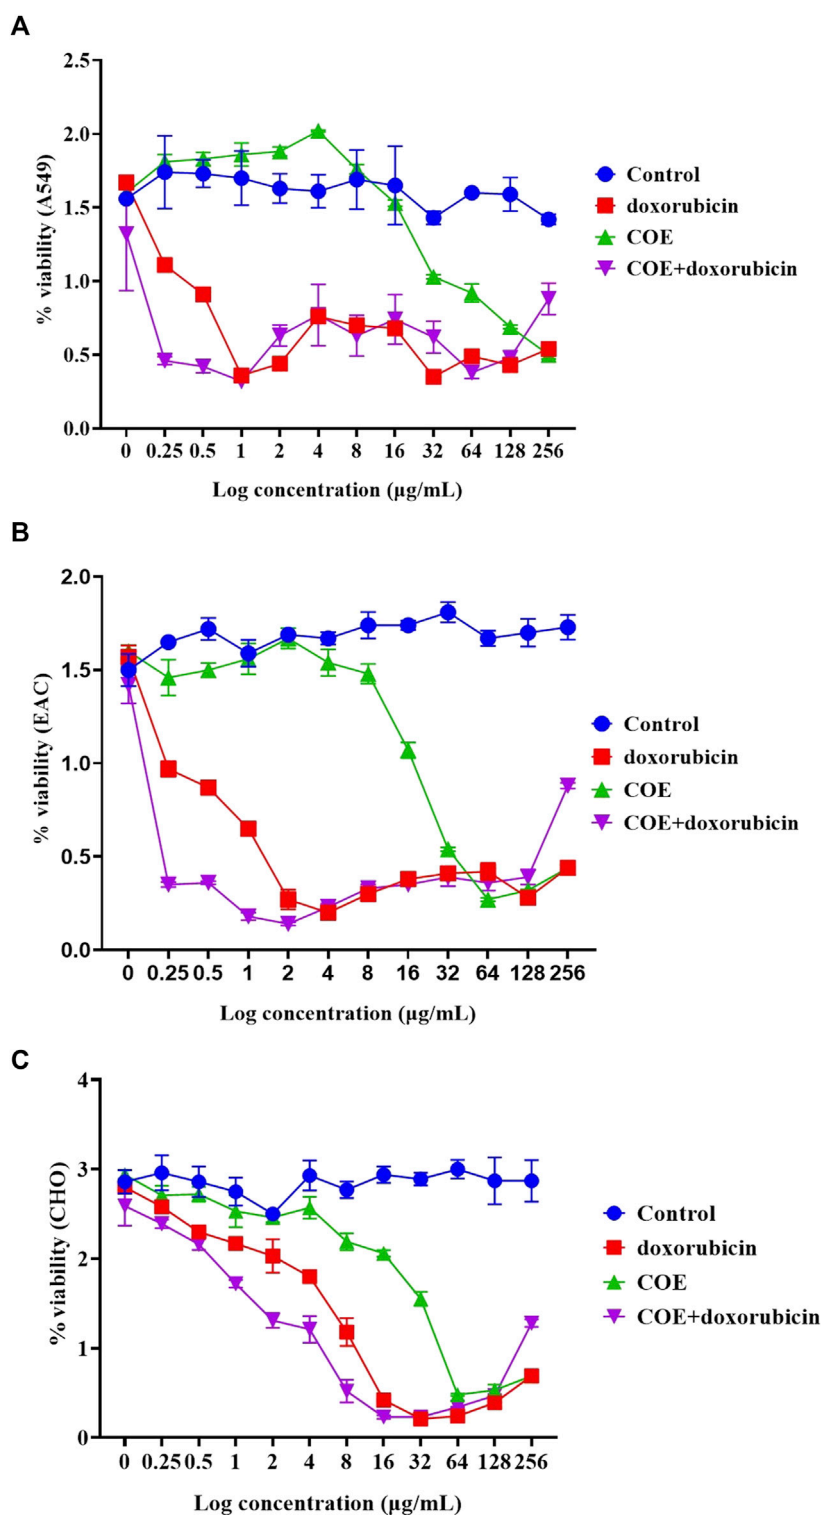 A
% viability (A549)
2.5
2.0
1.5
1.0
0.5
0.0
0 0.25 0.5 1 2 4 8 16 32 64 128 256
Log concentration (µg/mL)
Control
doxorubicin
COE
COE+doxorubicin
B
% viability (EAC)
2.0
1.5
1.0
0.5
0.0
0 0.25 0.5 1 2 4 8 16 32 64 128 256
Log concentration (µg/mL)
Control
doxorubicin
COE
COE+doxorubicin
C
% viability (CHO)
4
3
2
1
0
0 0.25 0.5 1 2 4 8 16 32 64 128 256
Log concentration (µg/mL)
Control
doxorubicin
COE
COE+doxorubicin